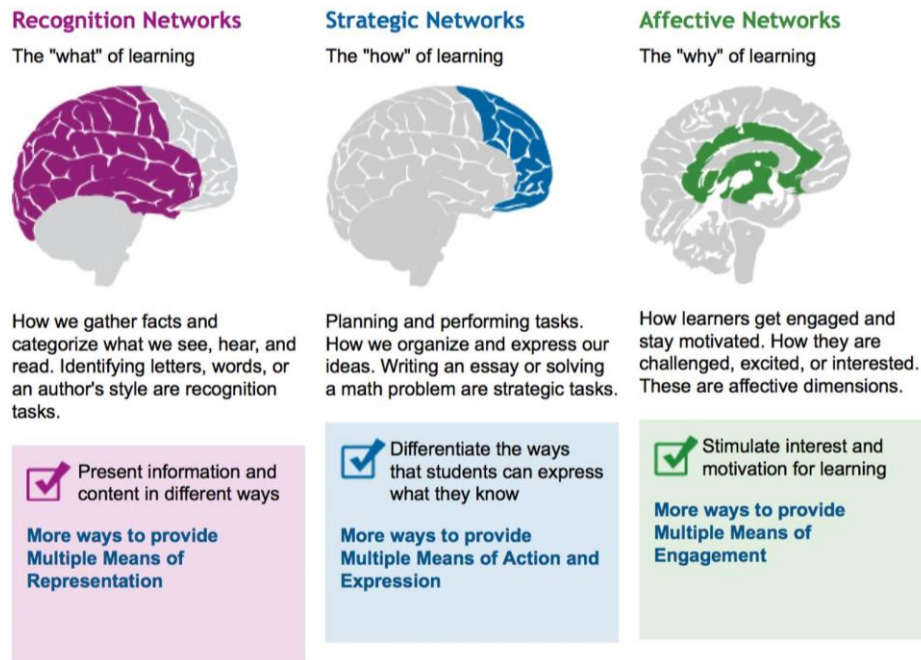 Recognition Networks
The "what" of learning
How we gather facts and
categorize what we see, hear, and
read. Identifying letters, words, or
an author's style are recognition
tasks.
Present information and
content in different ways
More ways to provide
Multiple Means of
Representation
Strategic Networks
The "how" of learning
Planning and performing tasks.
How we organize and express our
ideas. Writing an essay or solving
a math problem are strategic tasks.
Differentiate the ways
that students can express
what they know
More ways to provide
Multiple Means of Action and
Expression
Affective Networks
The "why" of learning
How learners get engaged and
stay motivated. How they are
challenged, excited, or interested.
These are affective dimensions.
Stimulate interest and
motivation for learning
More ways to provide
Multiple Means of
Engagement